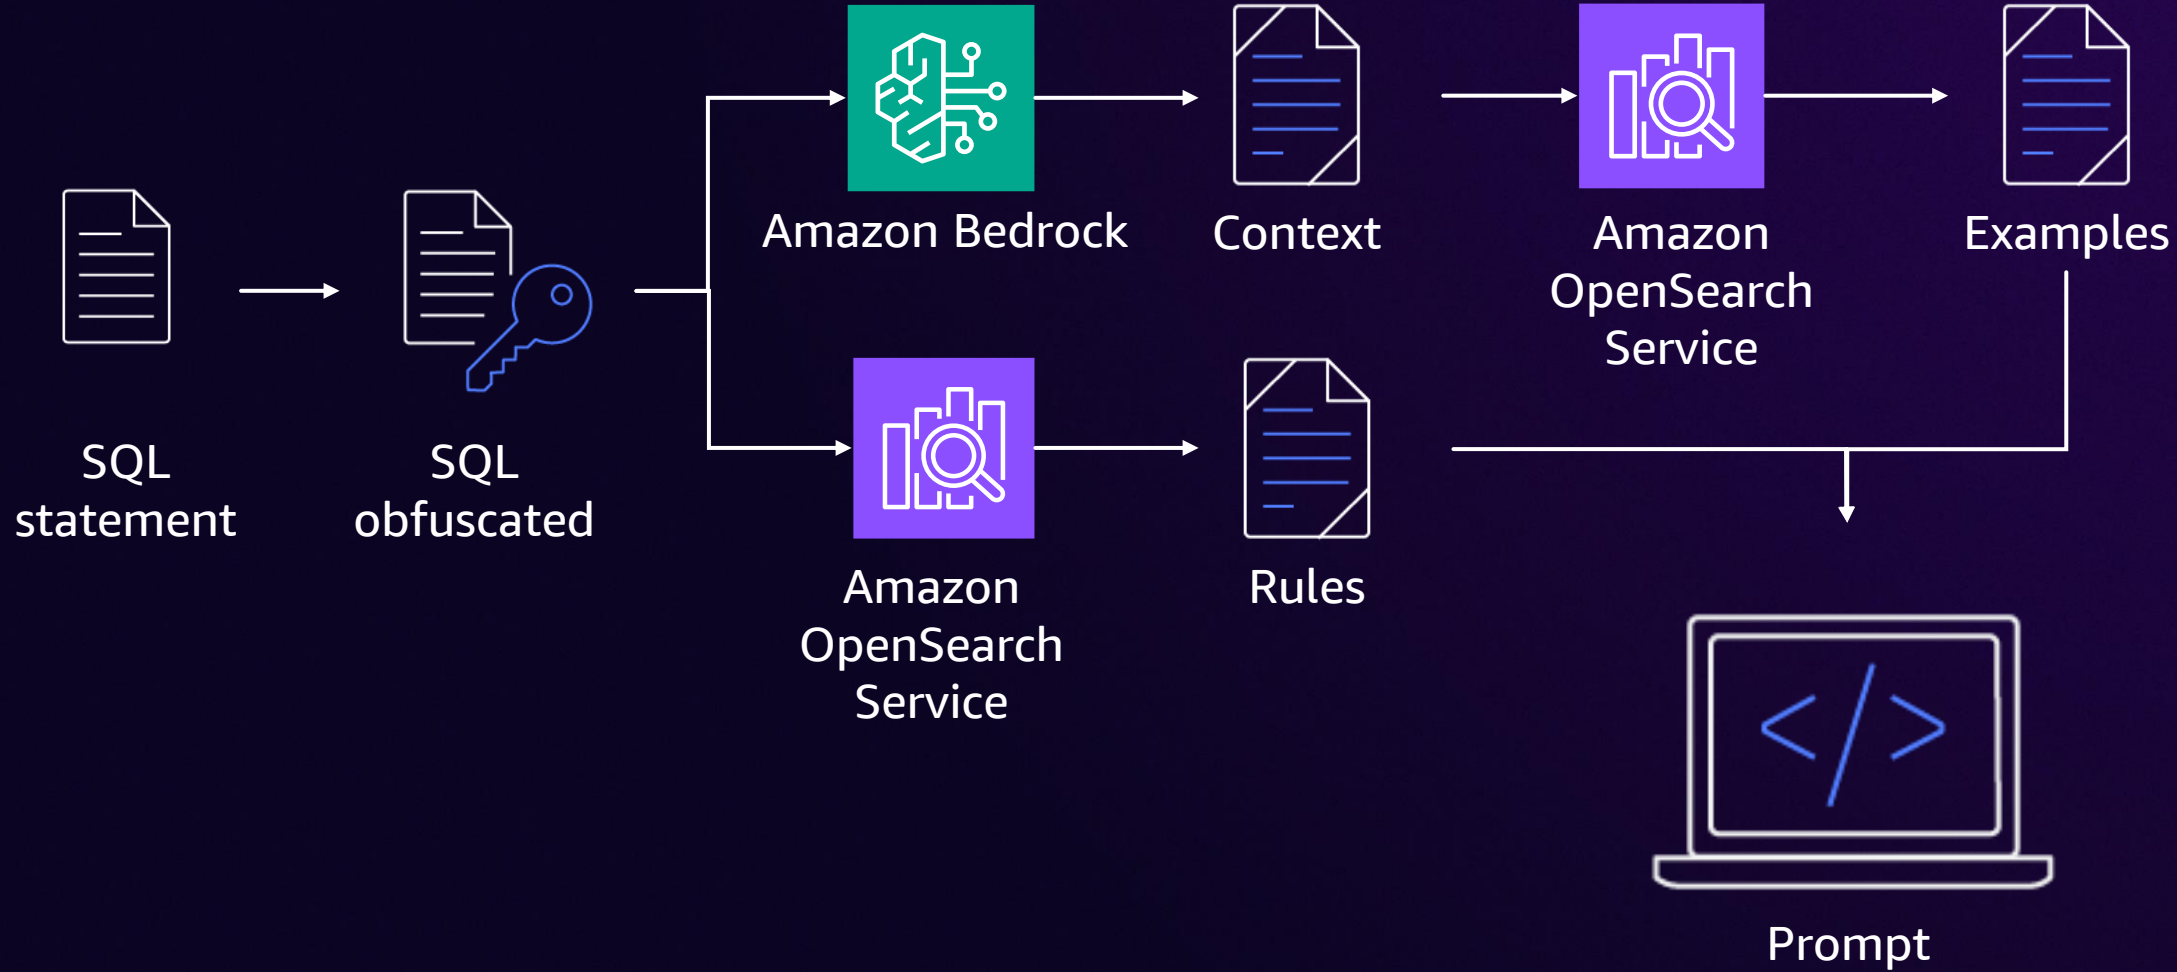 Amazon Bedrock
Context
Amazon
OpenSearch
Service
Examples
SQL
statement
SQL
obfuscated
Amazon
OpenSearch
Service
Rules
Prompt